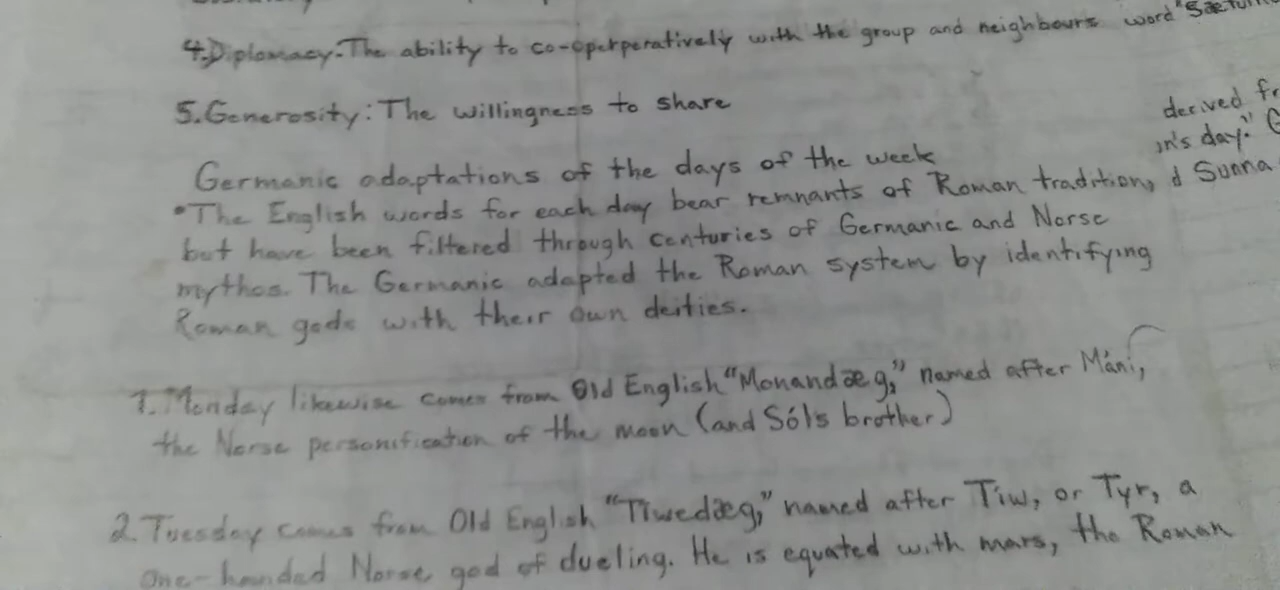 4.Diplomacy-The ability to co-operperatively with the group and neighbours word "Sætur
5.Generosity: The willingness to share
derived fr
Germanic adaptations of the days of the week
in's day."
•The English words for each day bear remnants of Roman tradition, d Sunna
but have been filtered through centuries of Germanic and Norse
mythos. The Germanic adapted the Roman system by identifying
Roman gods with their own deities.
1. Monday likewise comes from Old English "Monandæg," named after Máni,
the Norse personification of the moon (and Sól's brother)
2. Tuesday comes from Old English "Tiwedæg," named after Tiw, or Tyr, a
one-handed Norse god of dueling. He is equated with mars, the Roman